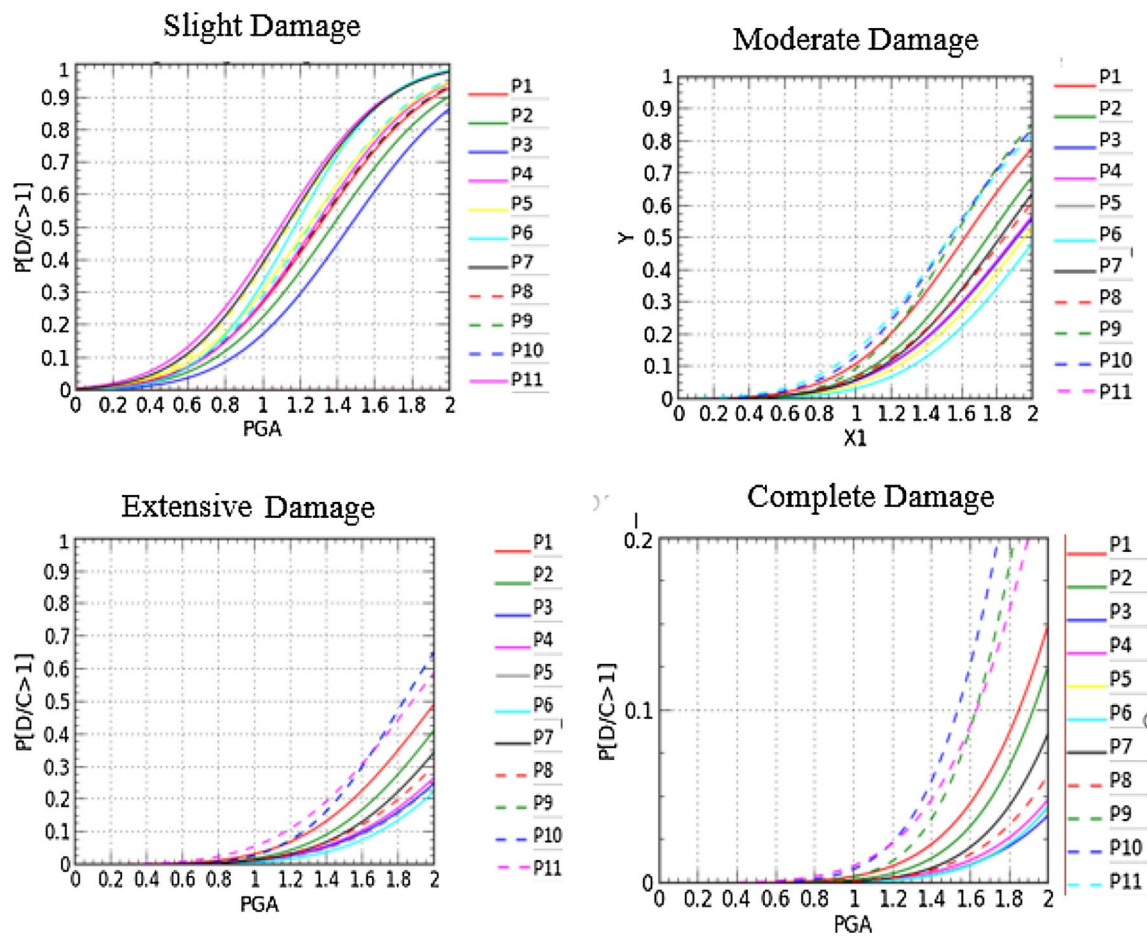 Slight Damage
1
0.9
0.8
0.7
0.6
0.5
0.4
0.3
0.2
0.1
0
P[D/C>1]
0 0.2 0.4 0.6 0.8 1 1.2 1.4 1.6 1.8 2
PGA
P1
P2
P3
P4
P5
P6
P7
P8
P9
P10
P11
Moderate Damage
1
0.9
0.8
0.7
0.6
0.5
0.4
0.3
0.2
0.1
0
Y
0 0.2 0.4 0.6 0.8 1 1.2 1.4 1.6 1.8 2
X1
P1
P2
P3
P4
P5
P6
P7
P8
P9
P10
P11
Extensive Damage
1
0.9
0.8
0.7
0.6
0.5
0.4
0.3
0.2
0.1
0
P[D/C>1]
0 0.2 0.4 0.6 0.8 1 1.2 1.4 1.6 1.8 2
PGA
P1
P2
P3
P4
P5
P6
P7
P8
P9
P10
P11
Complete Damage
0.2
0.1
0
P[D/C>1]
0 0.2 0.4 0.6 0.8 1 1.2 1.4 1.6 1.8 2
PGA
P1
P2
P3
P4
P5
P6
P7
P8
P9
P10
P11